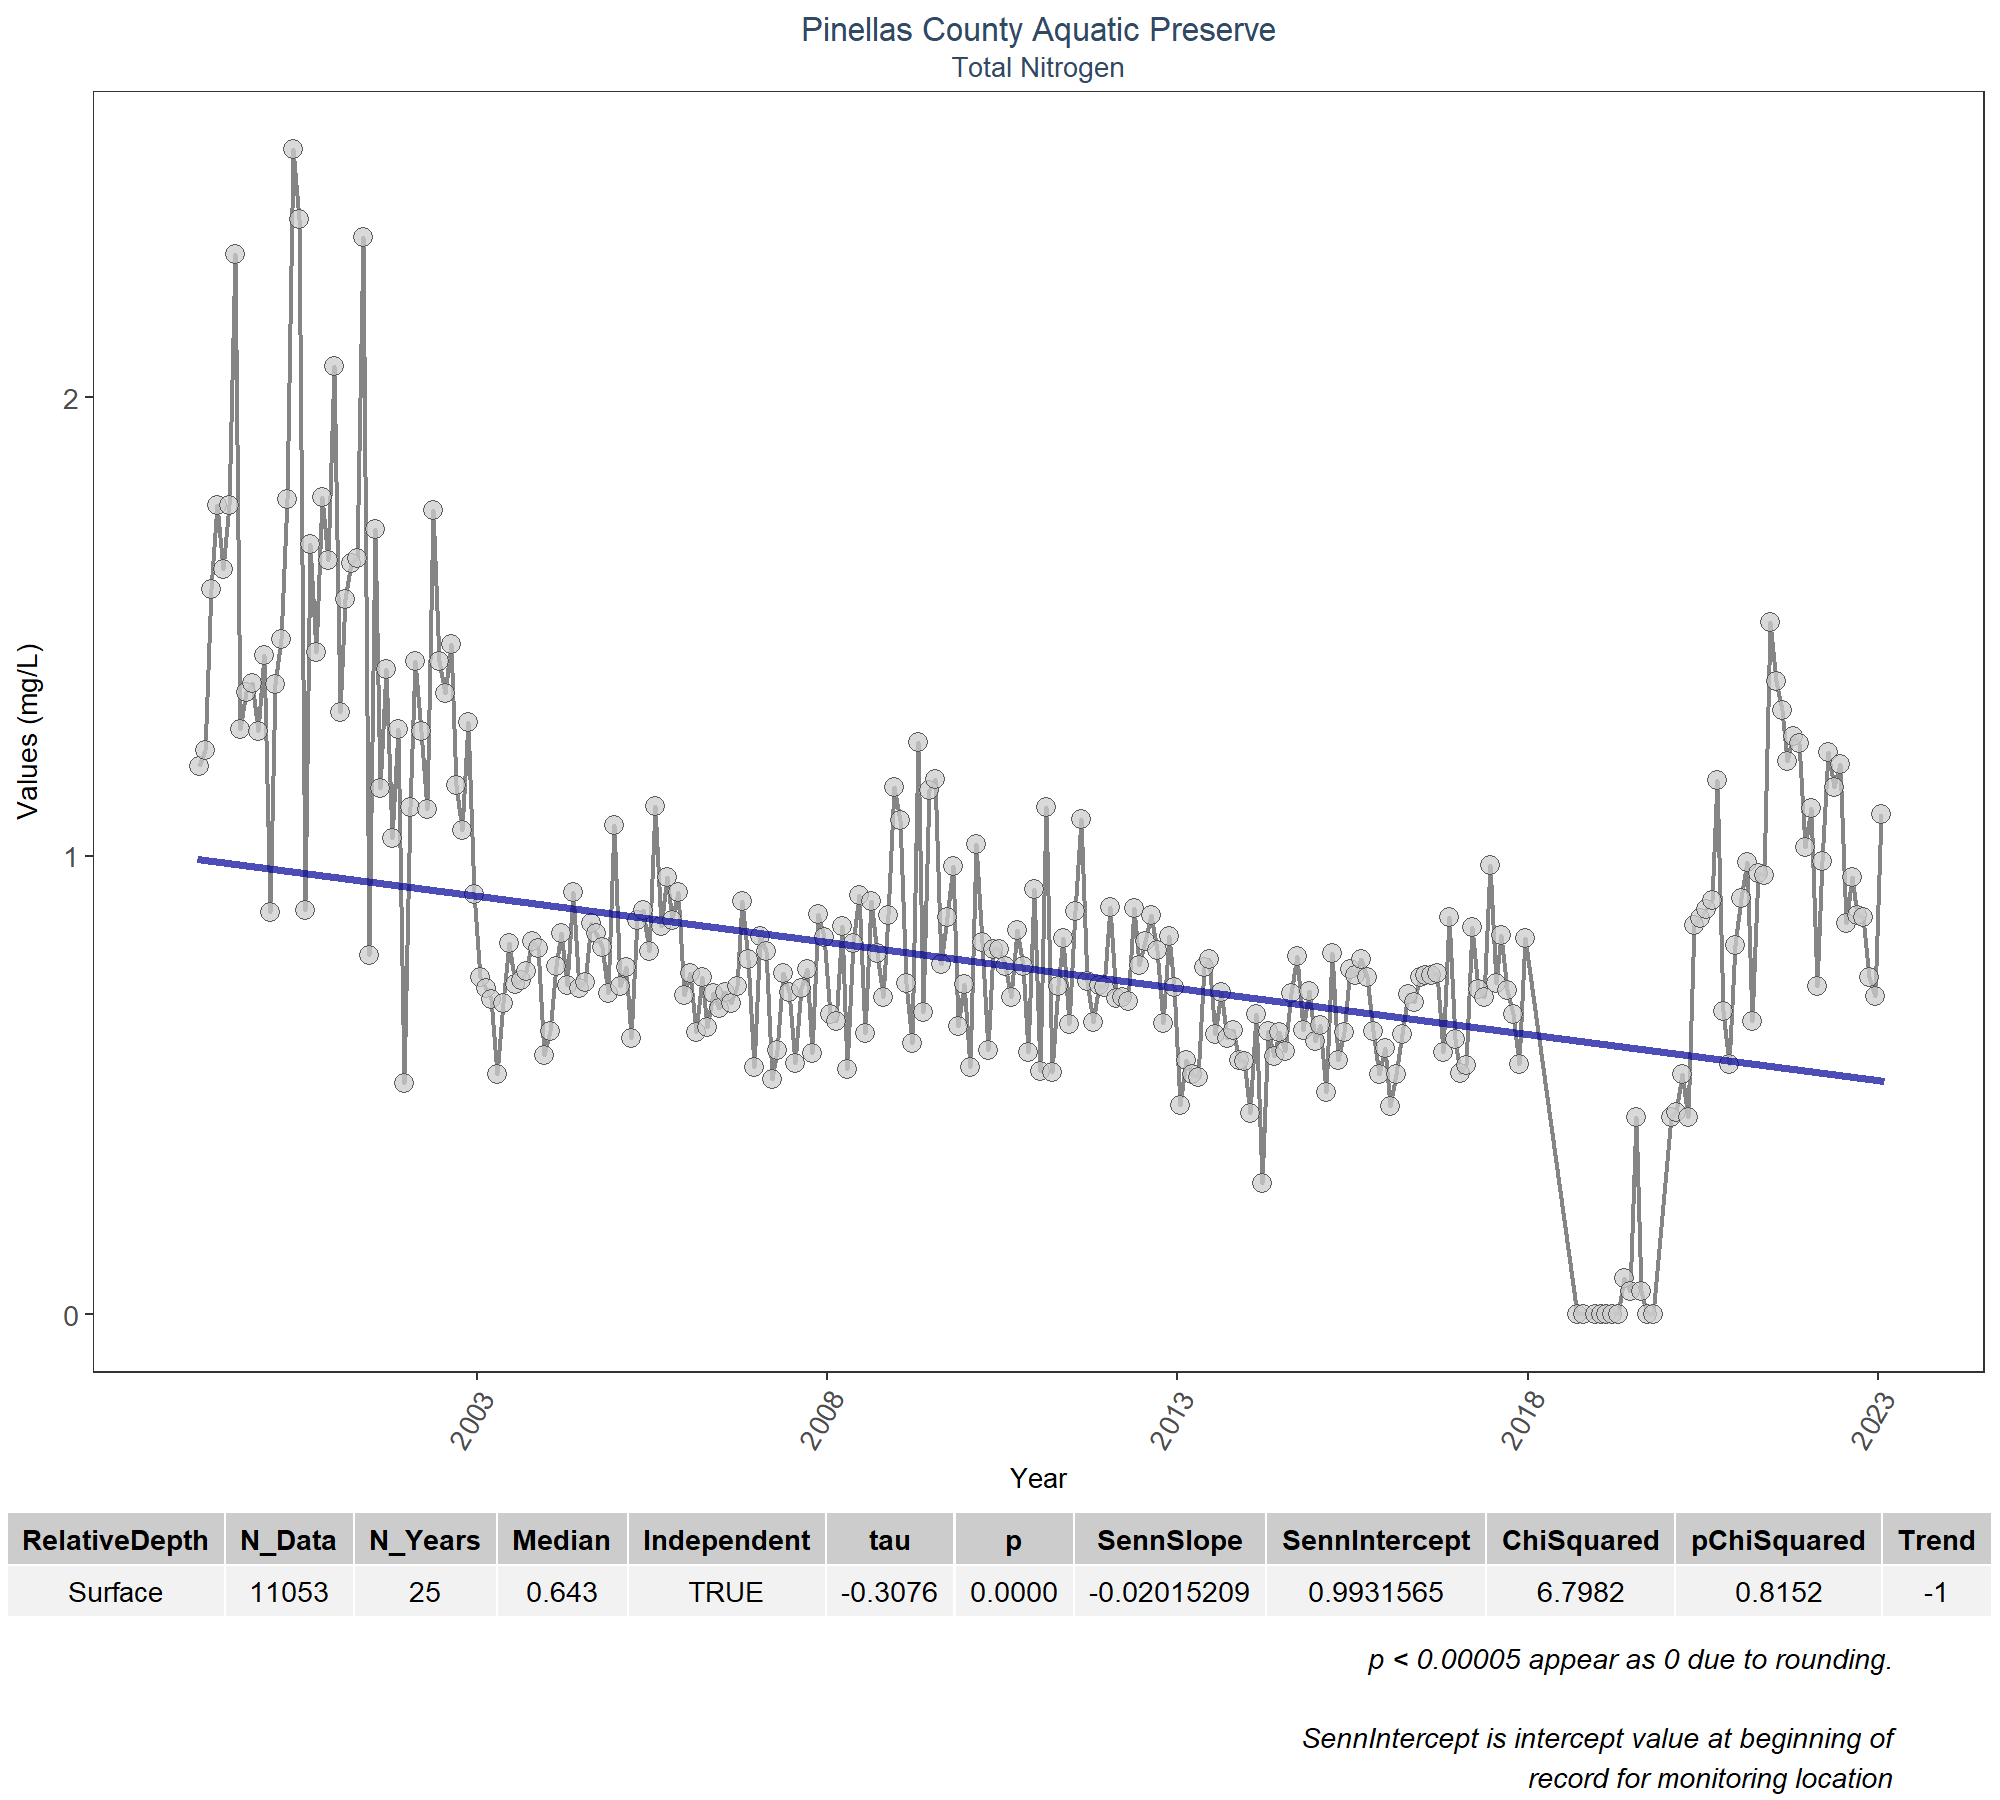 Pinellas County Aquatic Preserve
Total Nitrogen
Values (mg/L)
2
1
0
2003 2008 2013 2018 2023
Year
RelativeDepth N_Data N_Years Median Independent tau p SennSlope SennIntercept ChiSquared pChiSquared Trend
Surface 11053 25 0.643 TRUE -0.3076 0.0000 -0.02015209 0.9931565 6.7982 0.8152 -1
p < 0.00005 appear as 0 due to rounding.
SennIntercept is intercept value at beginning of
record for monitoring location